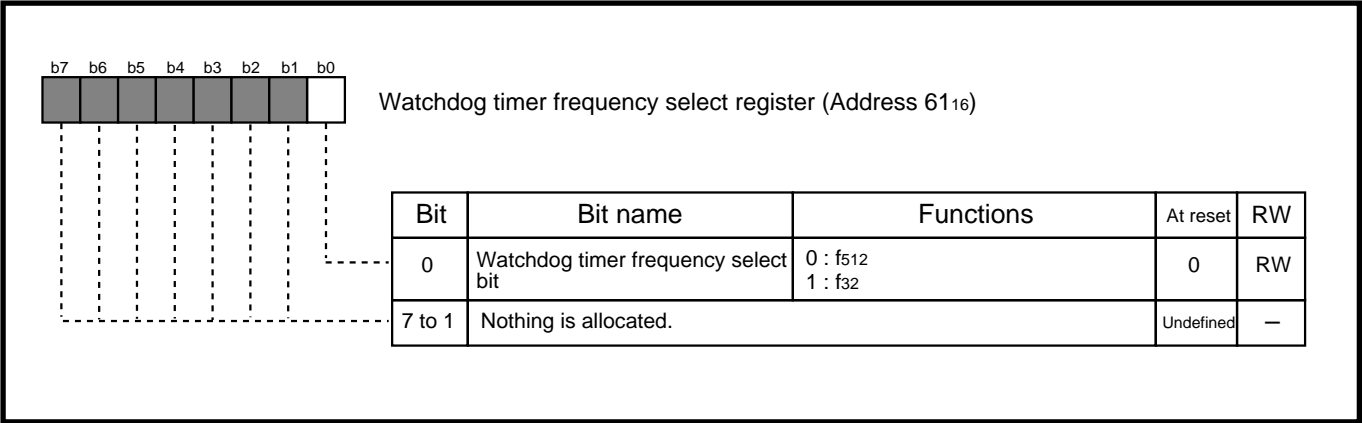 b7 b6 b5 b4 b3 b2 b1 b0
Watchdog timer frequency select register (Address 61₁₆)
Bit Bit name Functions At reset RW
0 Watchdog timer frequency select bit 0 : f₅₁₂ 0 RW
1 : f₃₂
7 to 1 Nothing is allocated. Undefined –